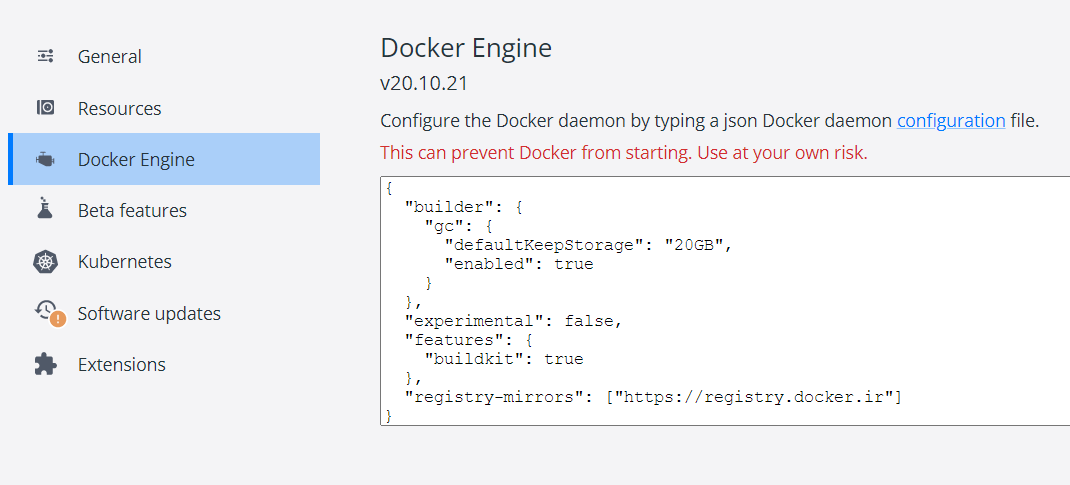 General
Resources
Docker Engine
Beta features
Kubernetes
Software updates
Extensions
Docker Engine
v20.10.21
Configure the Docker daemon by typing a json Docker daemon configuration file.
This can prevent Docker from starting. Use at your own risk.
{
  "builder": {
    "gc": {
      "defaultKeepStorage": "20GB",
      "enabled": true
    }
  },
  "experimental": false,
  "features": {
    "buildkit": true
  },
  "registry-mirrors": ["https://registry.docker.ir"]
}